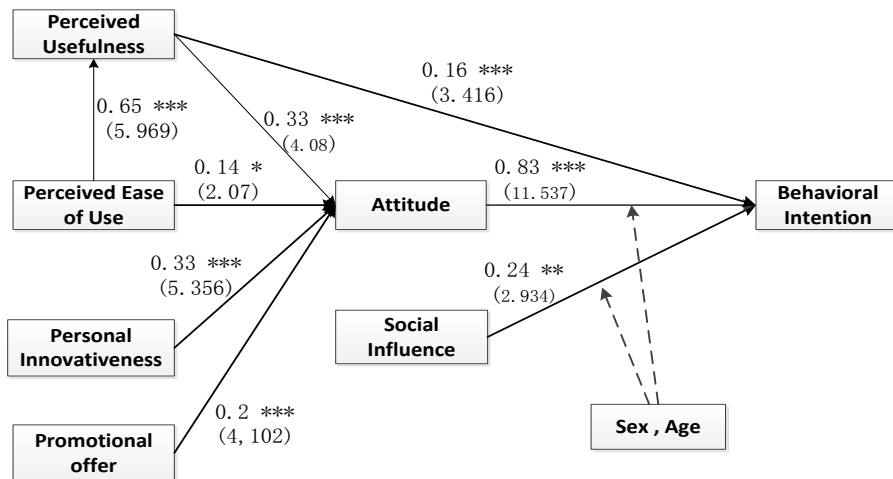 Perceived
Usefulness
0.16 ***
(3.416)
0.65 ***
(5.969)
0.33 ***
(4.08)
0.14 *
(2.07)
0.83 ***
(11.537)
Perceived Ease
of Use
Attitude
Behavioral
Intention
0.33 ***
(5.356)
0.24 **
(2.934)
Personal
Innovativeness
Social
Influence
0.2 ***
(4,102)
Promotional
offer
Sex , Age